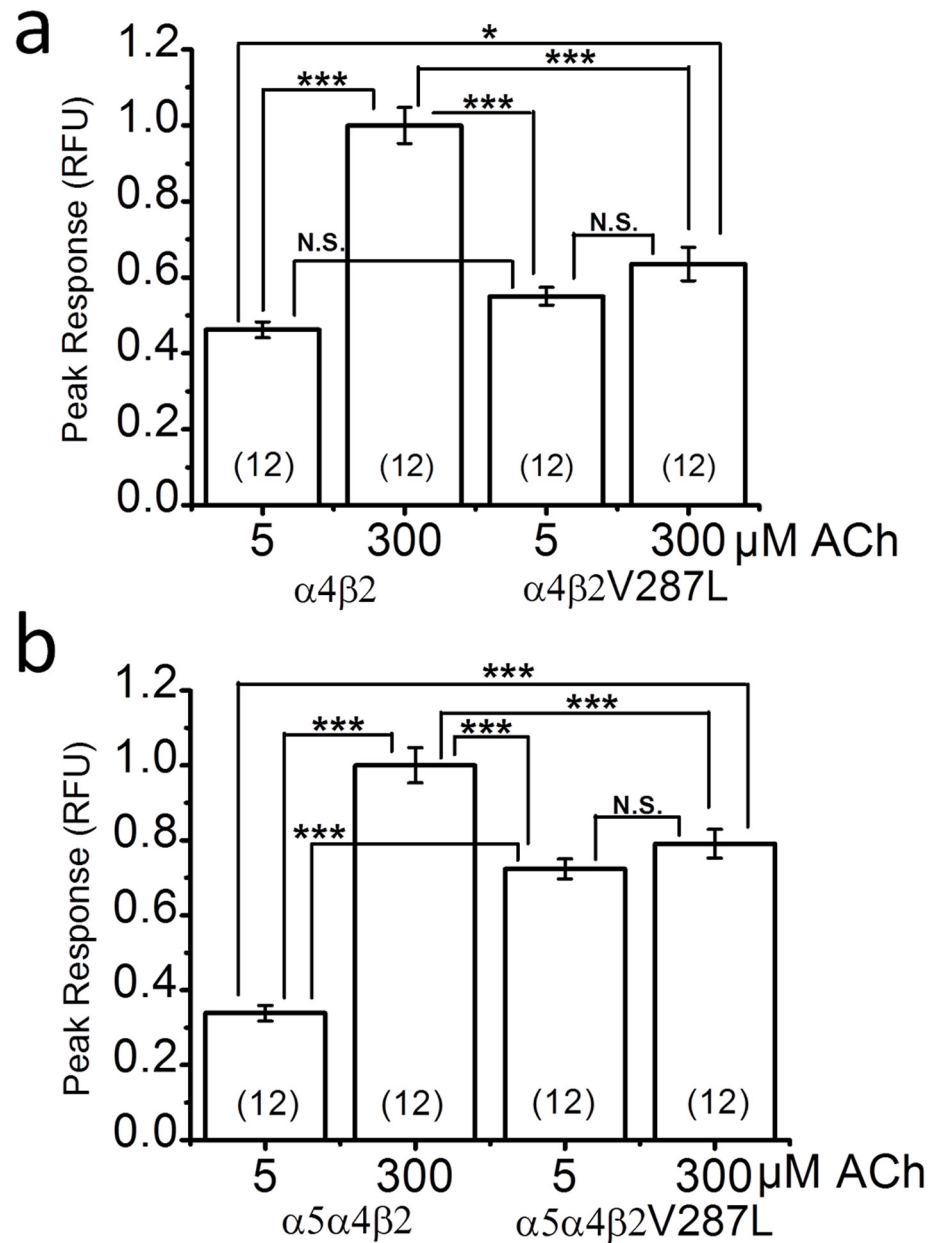 a
1.2
1.0
0.8
0.6
0.4
0.2
0.0
Peak Response (RFU)
*
***
***
***
N.S.
N.S.
(12) (12) (12) (12)
5 300 5 300 μM ACh
α4β2 α4β2V287L
b
1.2
1.0
0.8
0.6
0.4
0.2
0.0
Peak Response (RFU)
***
***
***
***
***
N.S.
(12) (12) (12) (12)
5 300 5 300 μM ACh
α5α4β2 α5α4β2V287L